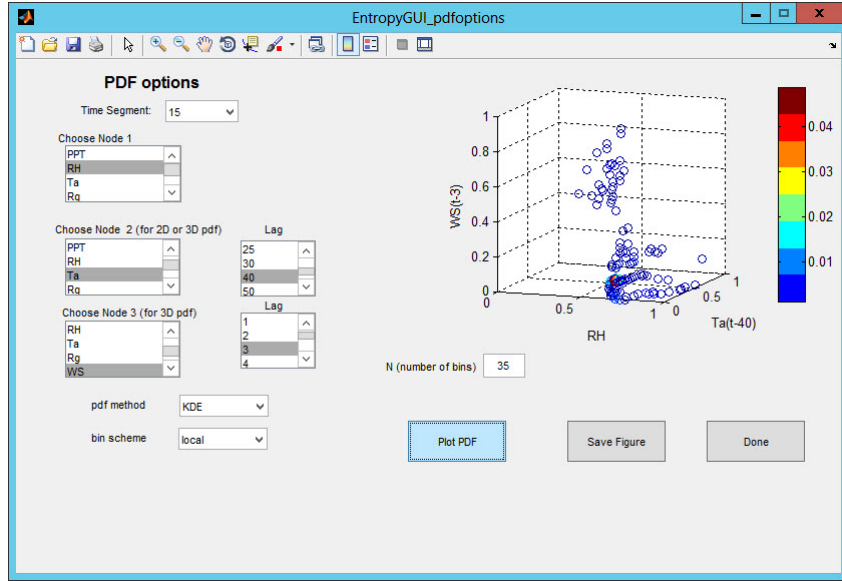 EntropyGUI_pdfoptions
PDF options
Time Segment: 15
Choose Node 1
PPT
RH
Ta
Rg
Choose Node 2 (for 2D or 3D pdf)
Lag
PPT
RH
Ta
Rg
25
30
40
50
Choose Node 3 (for 3D pdf)
Lag
RH
Ta
Rg
WS
1
2
3
4
pdf method KDE
bin scheme local
WS(t-3)
1
0.8
0.6
0.4
0.2
0
0
0.5
1
RH
0
0.5
1
Ta(t-40)
0.04
0.03
0.02
0.01
N (number of bins) 35
Plot PDF
Save Figure
Done